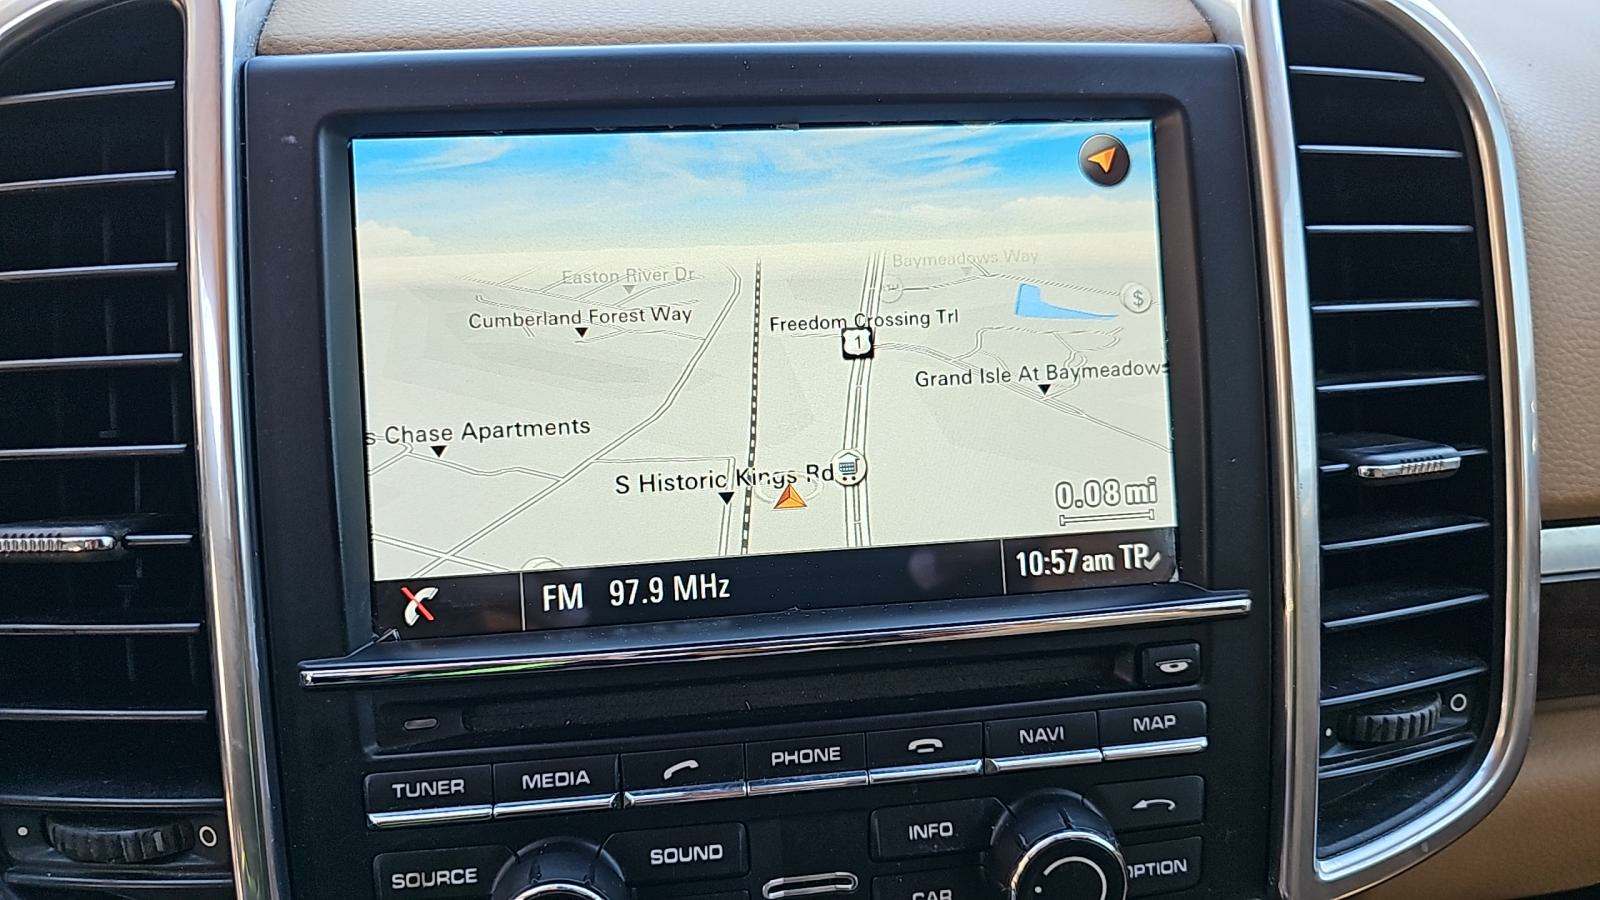 Baymeadows Way
Easton River Dr
$
Cumberland Forest Way
Freedom Crossing Trl
1
Grand Isle At Baymeadows
s Chase Apartments
S Historic Kings Rd
0.08 mi
FM 97.9 MHz
10:57 am TP
TUNER
MEDIA
PHONE
NAVI
MAP
SOURCE
SOUND
INFO
CAR
OPTION